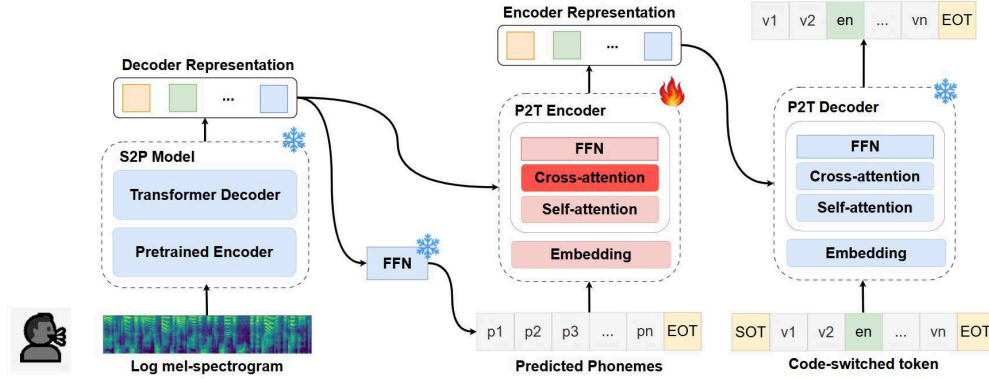 Encoder Representation
...
v1 v2 en ... vn EOT
Decoder Representation
...
P2T Encoder
P2T Decoder
S2P Model
Transformer Decoder
Pretrained Encoder
FFN
Cross-attention
Self-attention
Embedding
FFN
Cross-attention
Self-attention
Embedding
FFN
p1 p2 p3 ... pn EOT
SOT v1 v2 en ... vn EOT
Log mel-spectrogram
Predicted Phonemes
Code-switched token